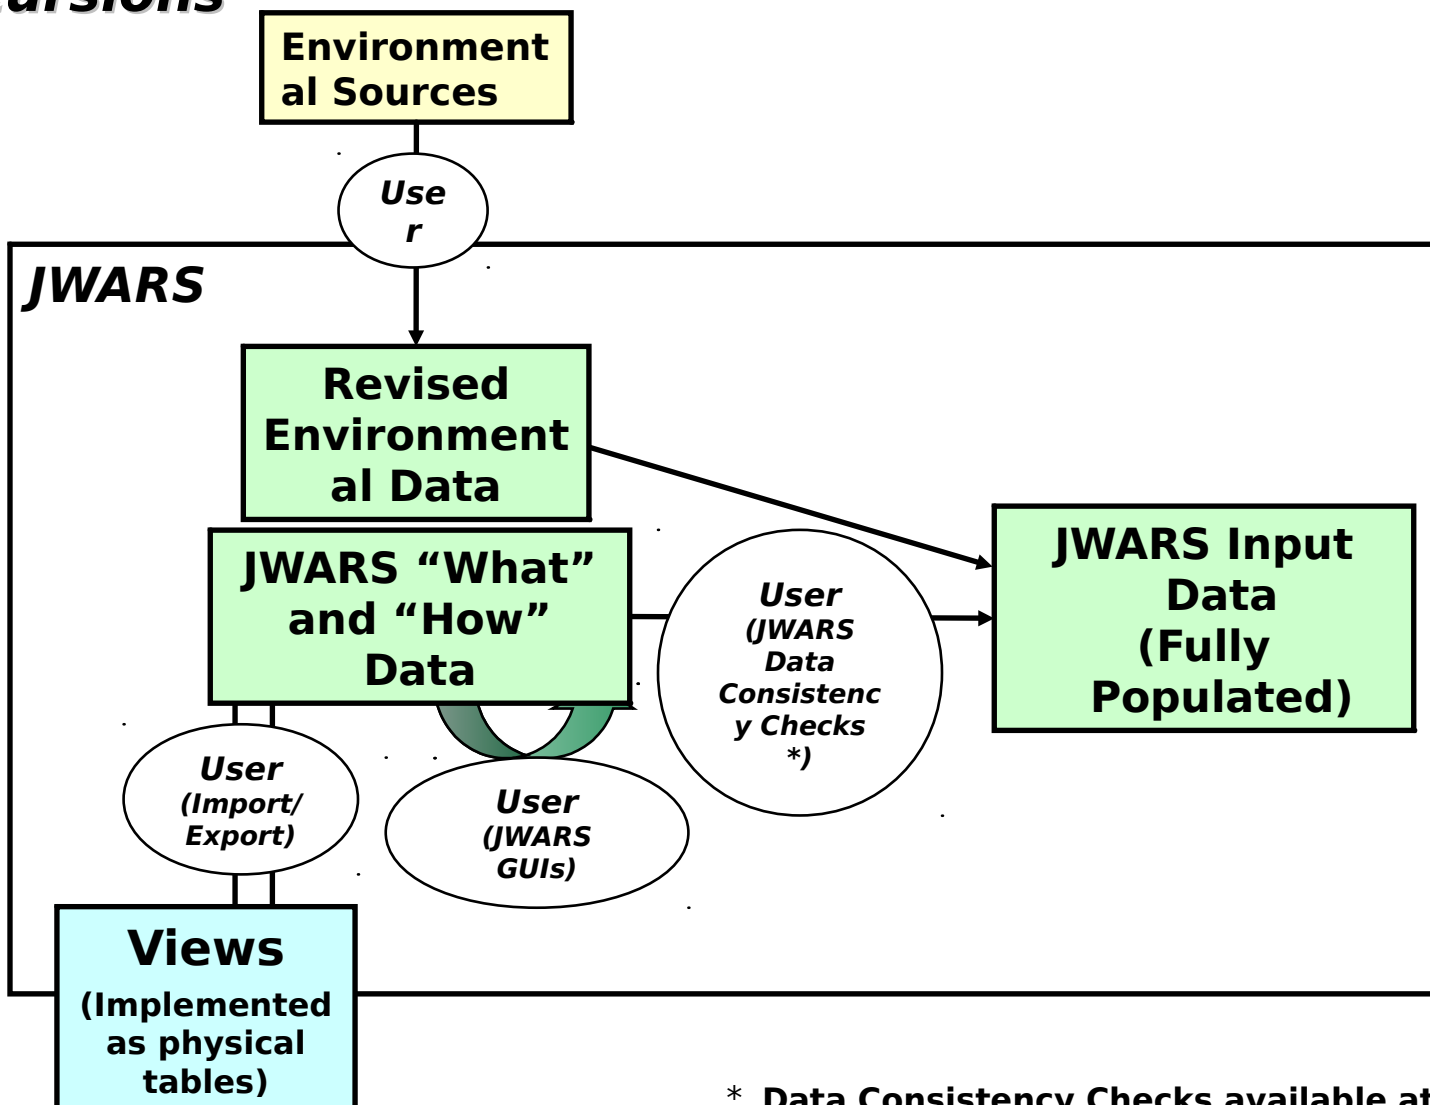 Environment
al Sources
Use
r
JWARS
Revised
Environment
al Data
JWARS “What”
and “How”
Data
User
(JWARS
Data
Consistenc
y Checks
*)
JWARS Input
Data
(Fully
Populated)
User
(Import/
Export)
User
(JWARS
GUIs)
Views
(Implemented
as physical
tables)
* Data Consistency Checks available at